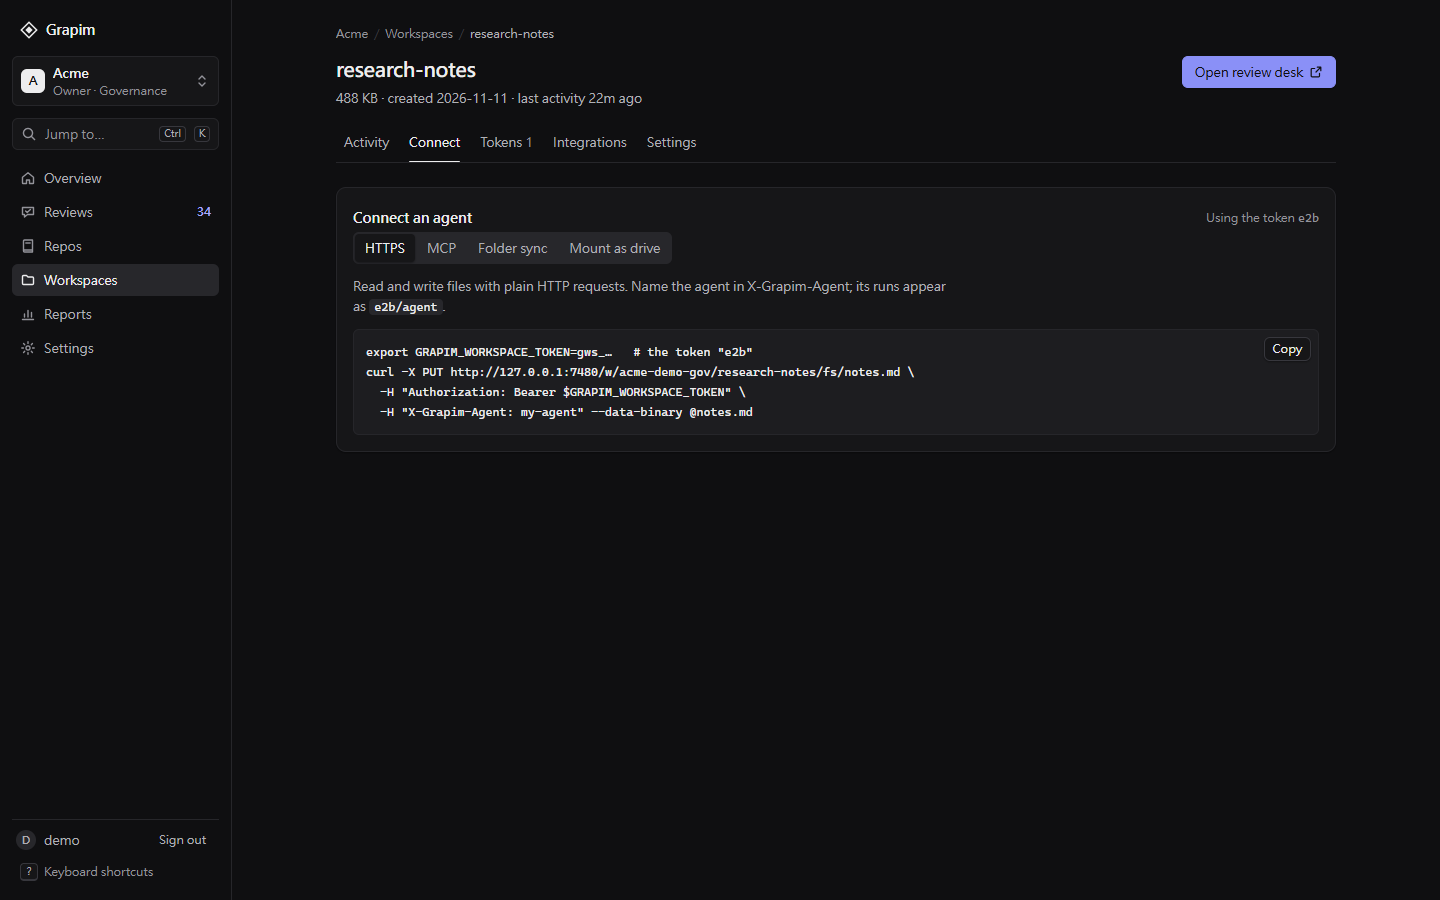 Grapim
A
Acme
Owner · Governance
Jump to...
Ctrl
K
Overview
Reviews
34
Repos
Workspaces
Reports
Settings
D
demo
Sign out
?
Keyboard shortcuts
Acme / Workspaces / research-notes
research-notes
488 KB · created 2026-11-11 · last activity 22m ago
Open review desk
Activity
Connect
Tokens 1
Integrations
Settings
Connect an agent
Using the token e2b
HTTPS
MCP
Folder sync
Mount as drive
Read and write files with plain HTTP requests. Name the agent in X-Grapim-Agent; its runs appear
as e2b/agent.
export GRAPIM_WORKSPACE_TOKEN=gws_…   # the token "e2b"
curl -X PUT http://127.0.0.1:7480/w/acme-demo-gov/research-notes/fs/notes.md \
  -H "Authorization: Bearer $GRAPIM_WORKSPACE_TOKEN" \
  -H "X-Grapim-Agent: my-agent" --data-binary @notes.md
Copy